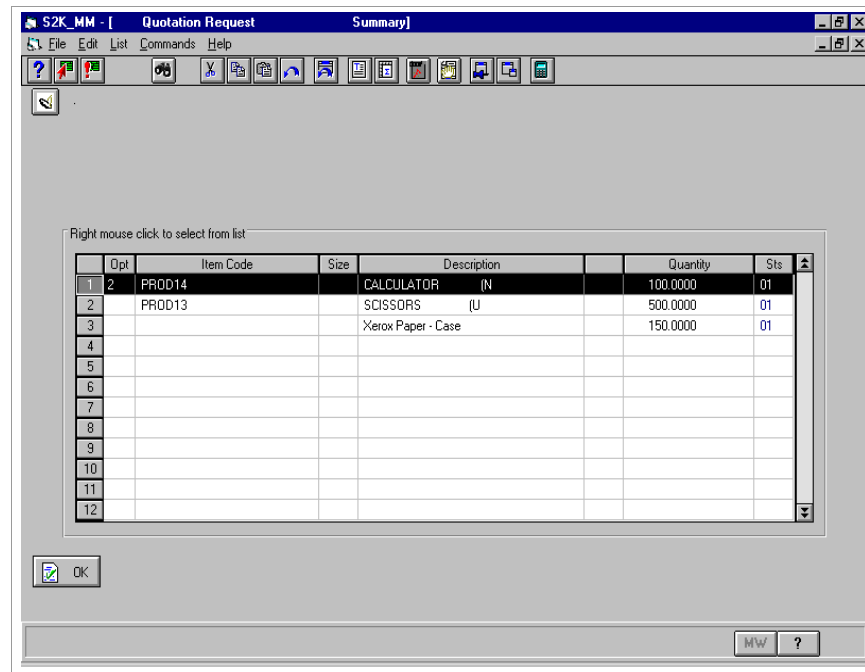 S2K_MM - [ Quotation Request Summary]
File Edit List Commands Help
Right mouse click to select from list
Opt Item Code Size Description Quantity Sts
1 2 PROD14 CALCULATOR (N 100.0000 01
2 PROD13 SCISSORS (U 500.0000 01
3 Xerox Paper - Case 150.0000 01
4
5
6
7
8
9
10
11
12
OK
MW ?